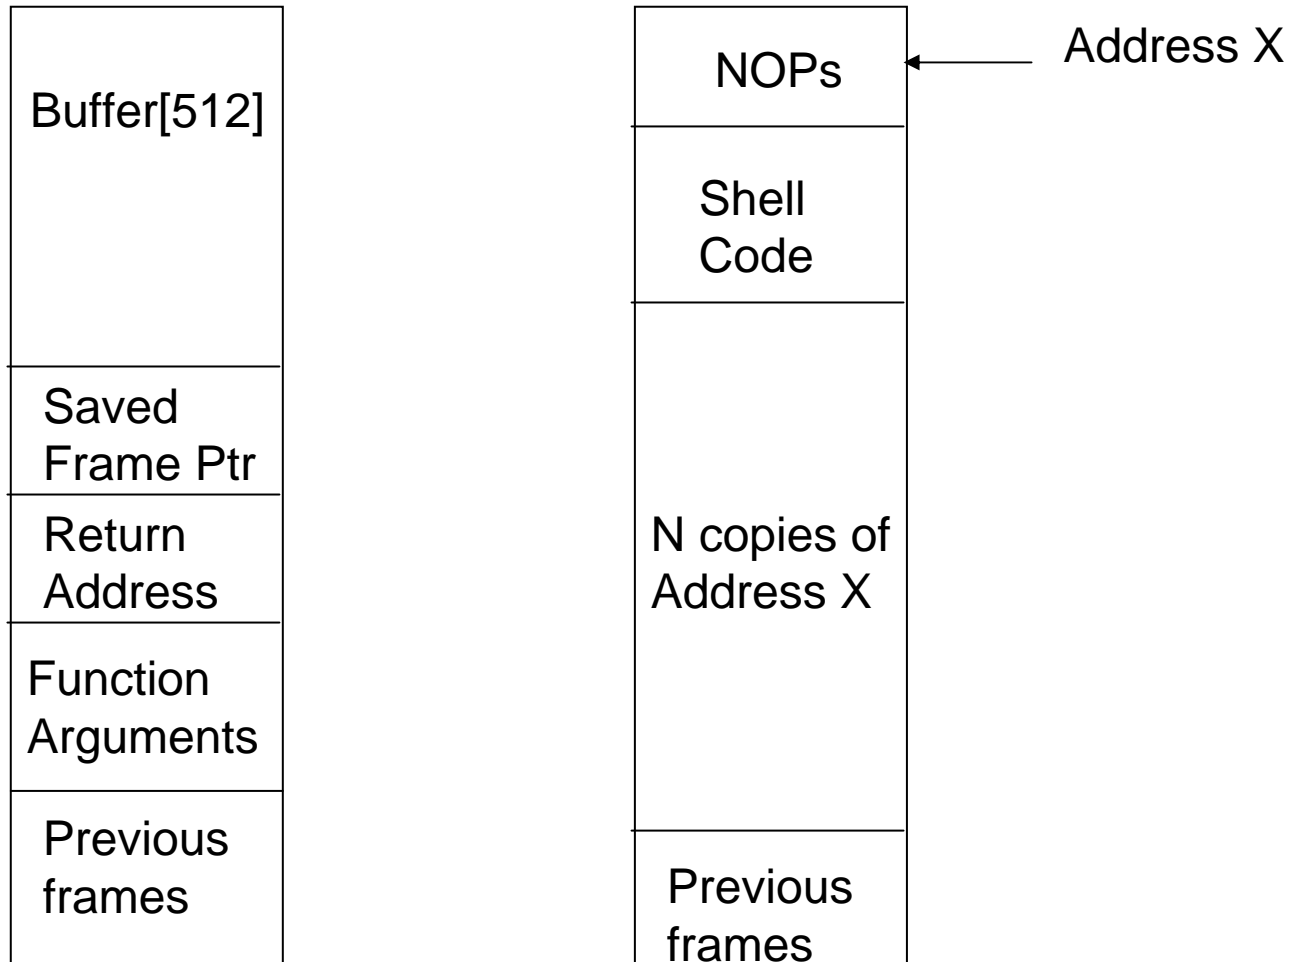 Buffer[512]
Saved
Frame Ptr
Return
Address
Function
Arguments
Previous
frames
NOPs
Address X
Shell
Code
N copies of
Address X
Previous
frames